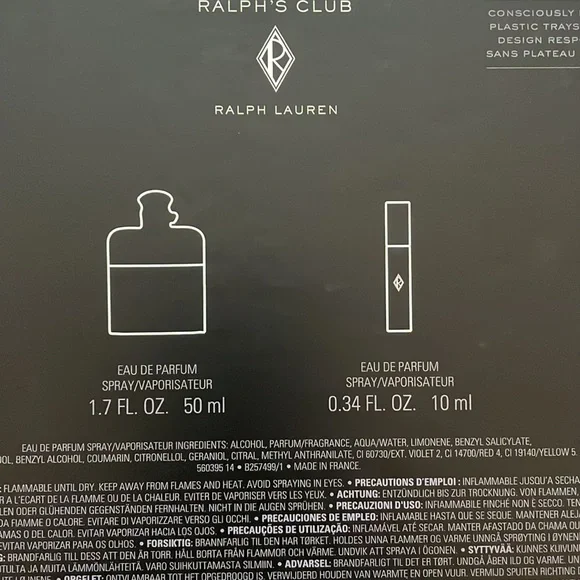 RALPH'S CLUB
RALPH LAUREN
CONSCIOUSLY
PLASTIC TRAYS
DESIGN RESP
SANS PLATEAU
EAU DE PARFUM
SPRAY/VAPORISATEUR
1.7 FL. OZ. 50 ml
EAU DE PARFUM
SPRAY/VAPORISATEUR
0.34 FL. OZ. 10 ml
EAU DE PARFUM SPRAY/VAPORISATEUR INGREDIENTS: ALCOHOL, PARFUM/FRAGRANCE, AQUA/WATER, LIMONENE, BENZYL SALICYLATE,
OOL, BENZYL ALCOHOL, COUMARIN, CITRONELLOL, GERANIOL, CITRAL, METHYL ANTHRANILATE, CI 60730/EXT. VIOLET 2, CI 14700/RED 4, CI 19140/YELLOW 5.
560395 14 • B257499/1 • MADE IN FRANCE.
: FLAMMABLE UNTIL DRY. KEEP AWAY FROM FLAMES AND HEAT. AVOID SPRAYING IN EYES. • PRECAUTIONS D'EMPLOI : INFLAMMABLE JUSQU'A SECHA
R A L'ECART DE LA FLAMME OU DE LA CHALEUR. EVITER DE VAPORISER VERS LES YEUX. • ACHTUNG: ENTZÜNDLICH BIS ZUR TROCKNUNG. VON FLAMMEN,
LEN ODER GLÜHENDEN GEGENSTÄNDEN FERNHALTEN. NICHT IN DIE AUGEN SPRÜHEN. • PRECAUZIONI D'USO: INFIAMMABILE FINCHÉ NON È SECCO. TEN
DA FIAMME O CALORE. EVITARE DI VAPORIZZARE VERSO GLI OCCHI. • PRECAUCIONES DE EMPLEO: INFLAMABLE HASTA QUE SE SEQUE. MANTENER ALEJA
AMAS O DEL CALOR. EVITAR VAPORIZAR HACIA LOS OJOS. • PRECAUÇÕES DE UTILIZAÇÃO: INFLAMÁVEL ATÉ SECAR. MANTER AFASTADO DA CHAMA OU
EVITAR VAPORIZAR PARA OS OLHOS. • FORSIKTIG: BRANNFARLIG TIL DEN HAR TØRKET. HOLDES UNNA FLAMMER OG VARME. UNNGÅ SPRØYTING I ØYNENE
: BRANDFARLIG TILL DESS ATT DEN ÄR TORR. HÅLL BORTA FRÅN FLAMMOR OCH VÄRME. UNDVIK ATT SPRAYA I ÖGONEN. • SYTTYVÄÄ: KUNNES
OTULTA JA MUITA LÄMMÖNLÄHTEITÄ. VARO SUIHKUTTAMASTA SILMIIN. • ADVARSEL: BRANDFARLIGT TIL DET ER TØRT. UNDGÅ ÅBEN ILD OG VARME. UND
• OPGELET: ONTVLAMBAAR TOT HET OPGEDROOGD IS. VERWIJDERD HOUDEN VAN WARMTE EN OPEN VUUR. VERMIJD SPUITEN RICHTING